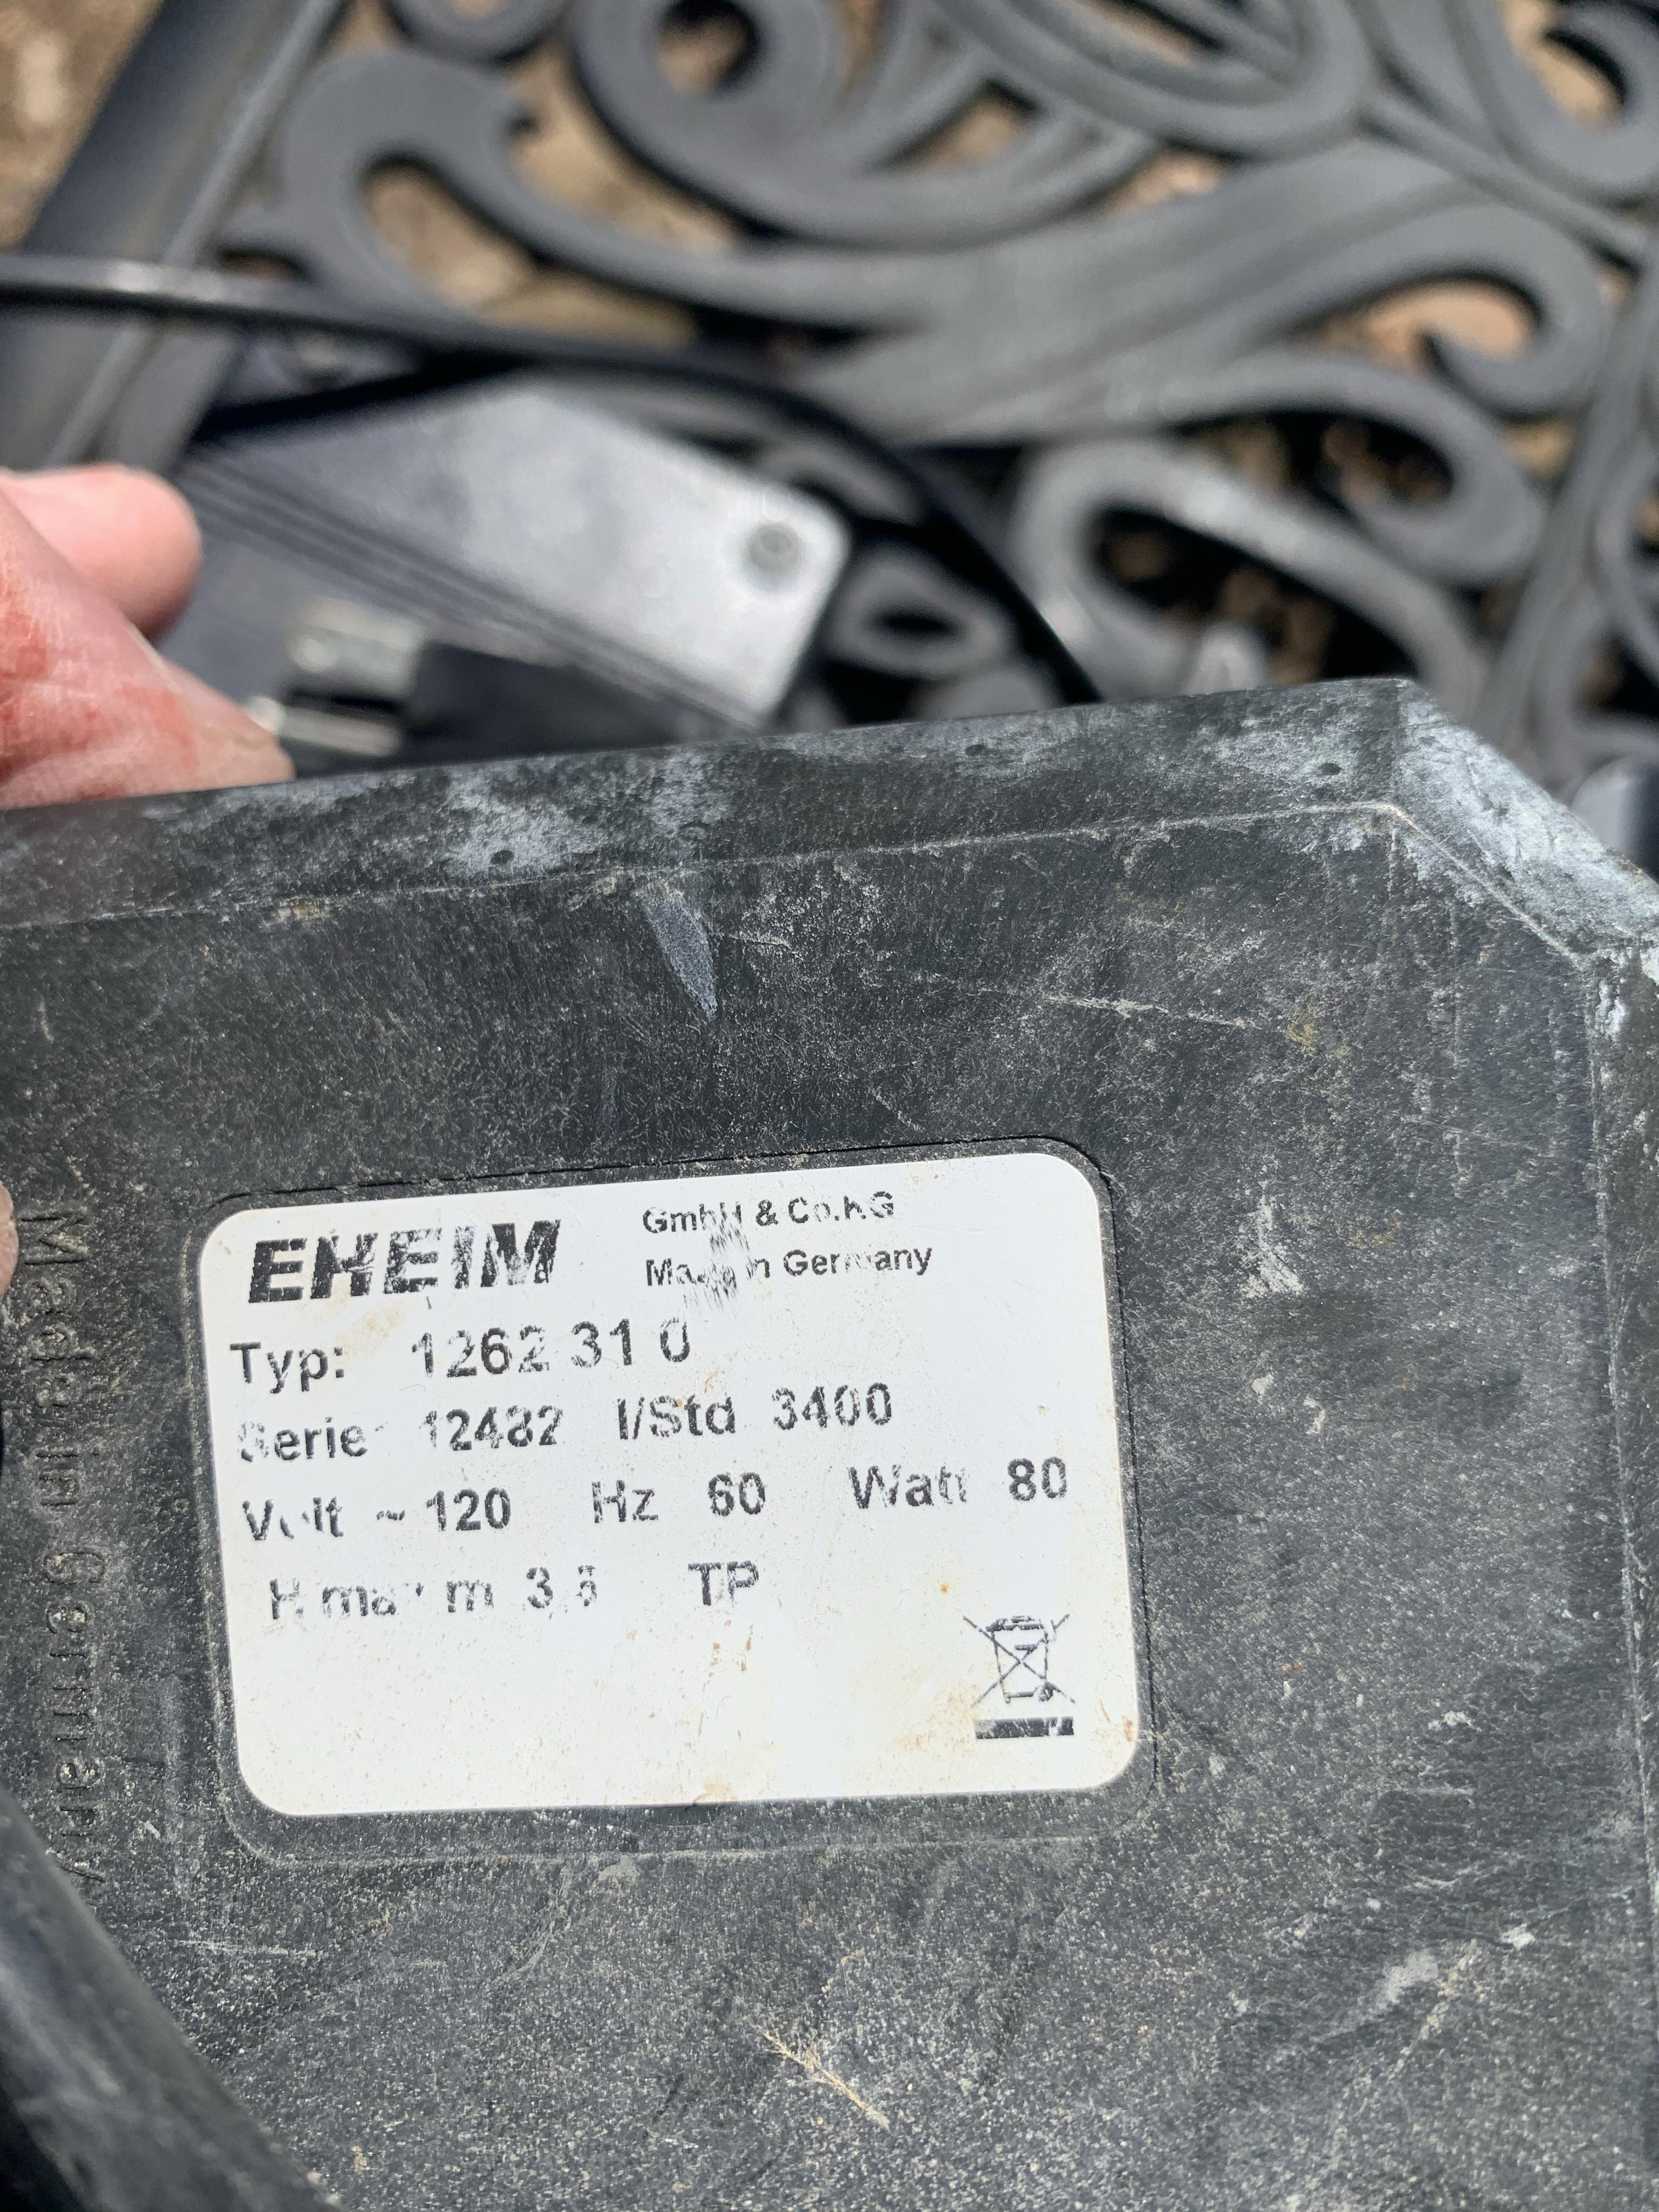 EHEIM
GmbH & Co.KG
Made in Germany
Typ: 1262 31 0
Serie 12482 l/Std 3400
Volt ~ 120 Hz 60 Watt 80
H max m TP
Made in Germany